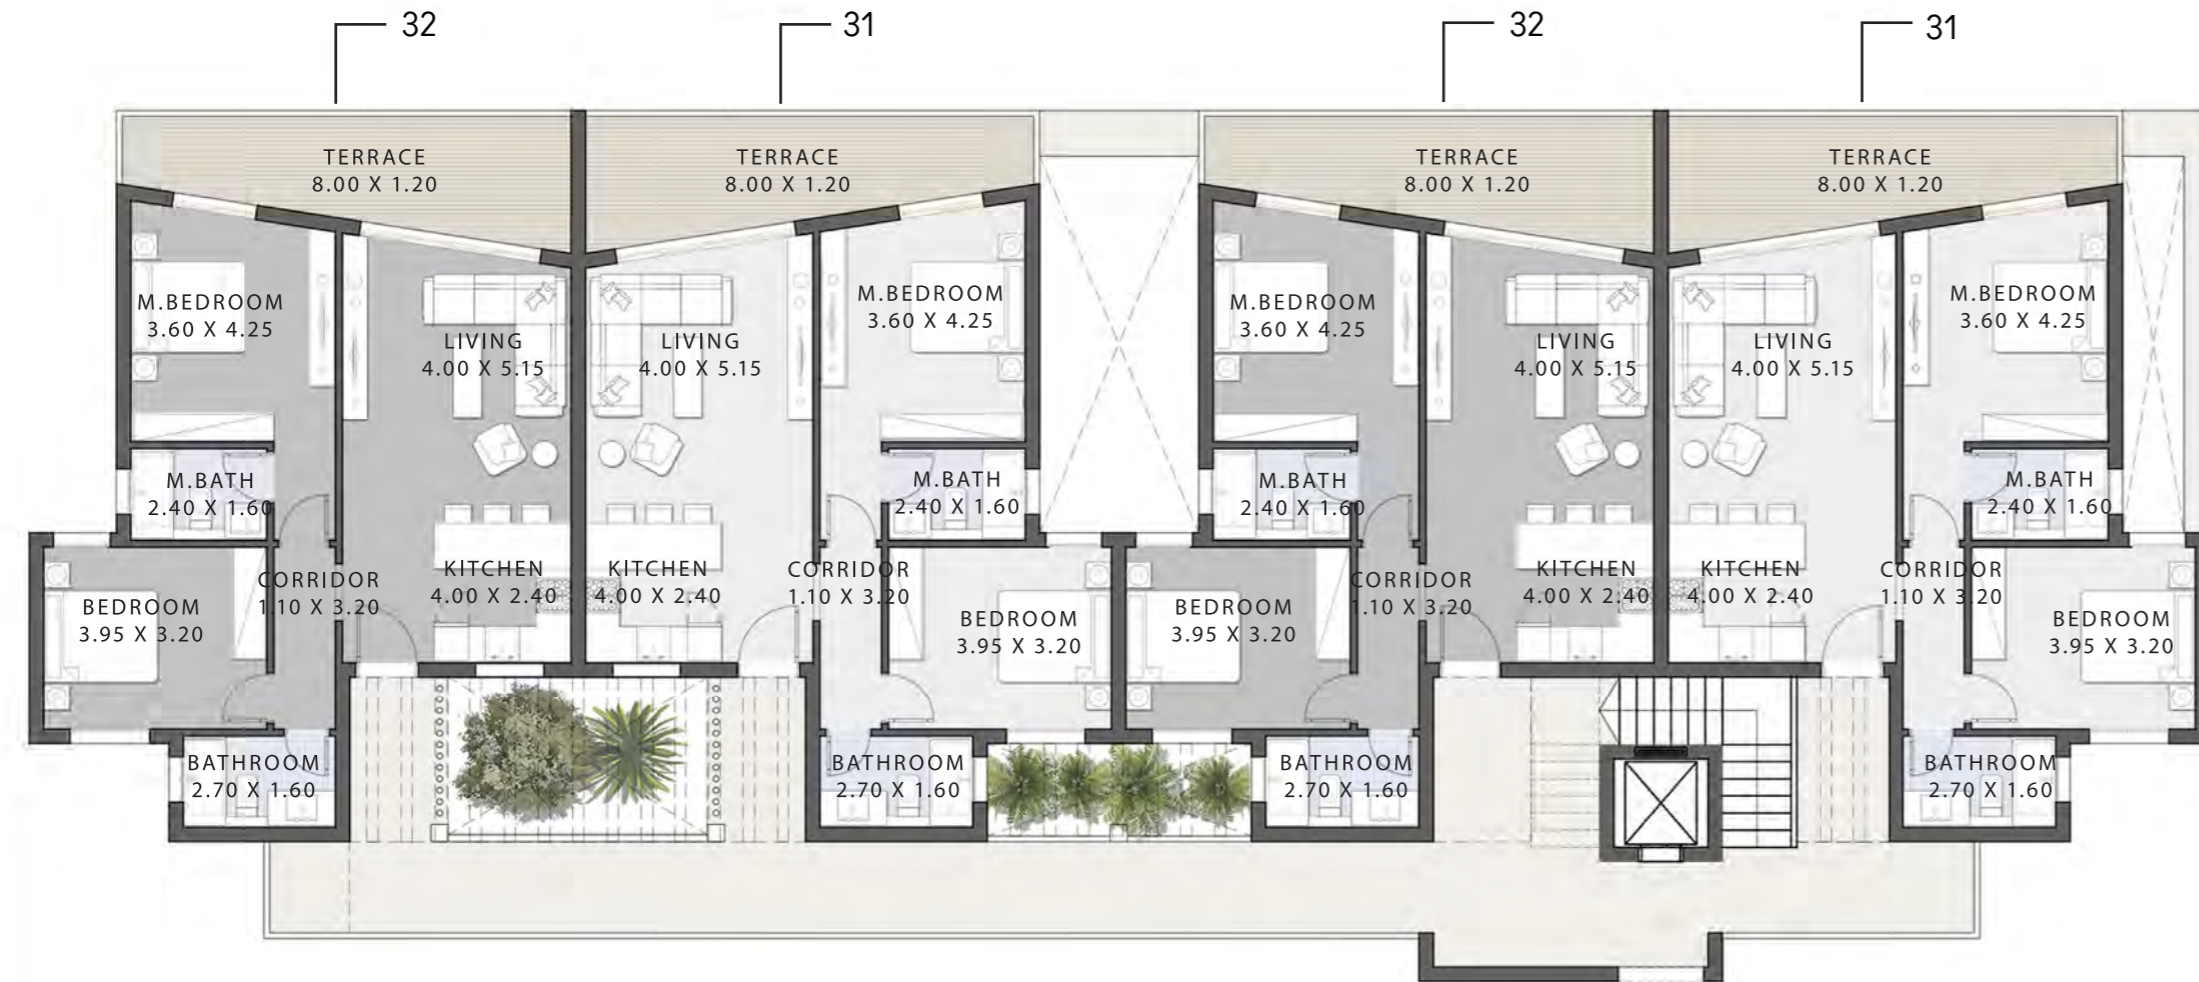 32
31
32
31
TERRACE
8.00 X 1.20
TERRACE
8.00 X 1.20
TERRACE
8.00 X 1.20
TERRACE
8.00 X 1.20
M.BEDROOM
3.60 X 4.25
LIVING
4.00 X 5.15
LIVING
4.00 X 5.15
M.BEDROOM
3.60 X 4.25
M.BEDROOM
3.60 X 4.25
LIVING
4.00 X 5.15
LIVING
4.00 X 5.15
M.BEDROOM
3.60 X 4.25
M.BATH
2.40 X 1.60
M.BATH
2.40 X 1.60
M.BATH
2.40 X 1.60
M.BATH
2.40 X 1.60
BEDROOM
3.95 X 3.20
CORRIDOR
1.10 X 3.20
KITCHEN
4.00 X 2.40
KITCHEN
4.00 X 2.40
CORRIDOR
1.10 X 3.20
BEDROOM
3.95 X 3.20
BEDROOM
3.95 X 3.20
CORRIDOR
1.10 X 3.20
KITCHEN
4.00 X 2.40
KITCHEN
4.00 X 2.40
CORRIDOR
1.10 X 3.20
BEDROOM
3.95 X 3.20
BATHROOM
2.70 X 1.60
BATHROOM
2.70 X 1.60
BATHROOM
2.70 X 1.60
BATHROOM
2.70 X 1.60